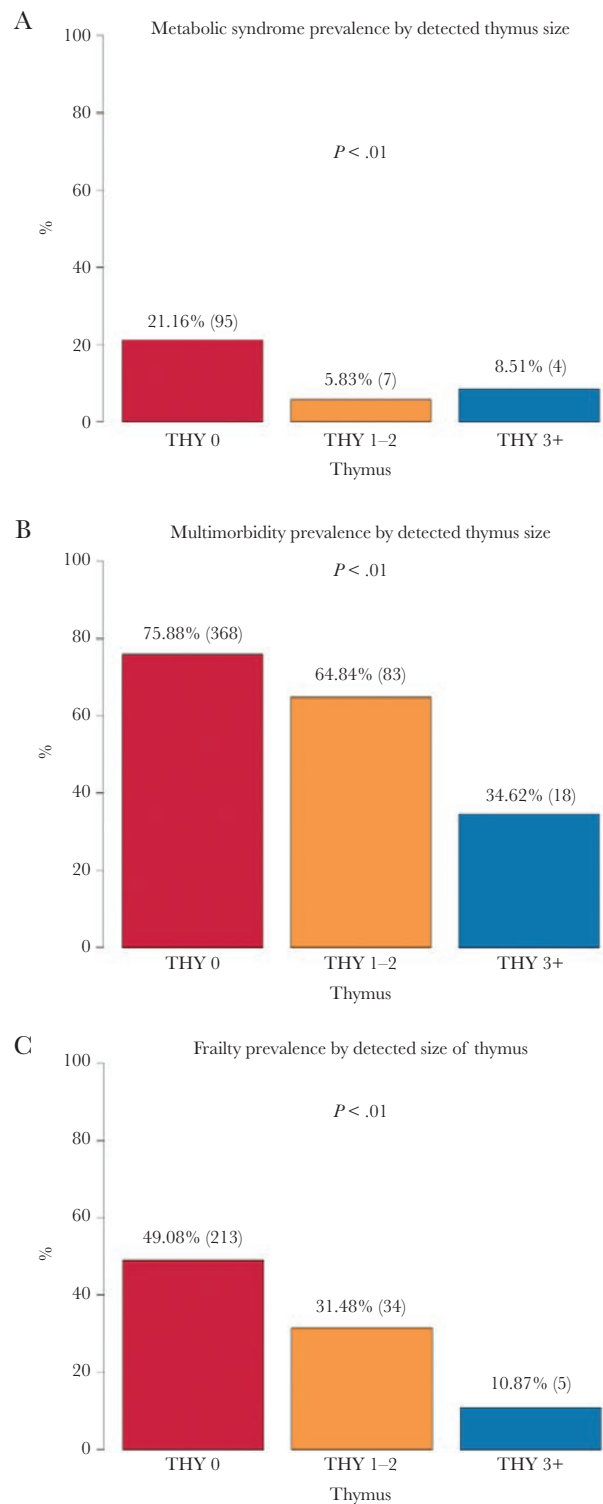 A
Metabolic syndrome prevalence by detected thymus size
100
80
P < .01
60
%
40
21.16% (95)
20
5.83% (7)
8.51% (4)
0
THY 0
THY 1–2
THY 3+
Thymus
B
Multimorbidity prevalence by detected thymus size
100
P < .01
80
75.88% (368)
64.84% (83)
60
%
40
34.62% (18)
20
0
THY 0
THY 1–2
THY 3+
Thymus
C
Frailty prevalence by detected size of thymus
100
P < .01
80
60
49.08% (213)
%
40
31.48% (34)
20
10.87% (5)
0
THY 0
THY 1–2
THY 3+
Thymus